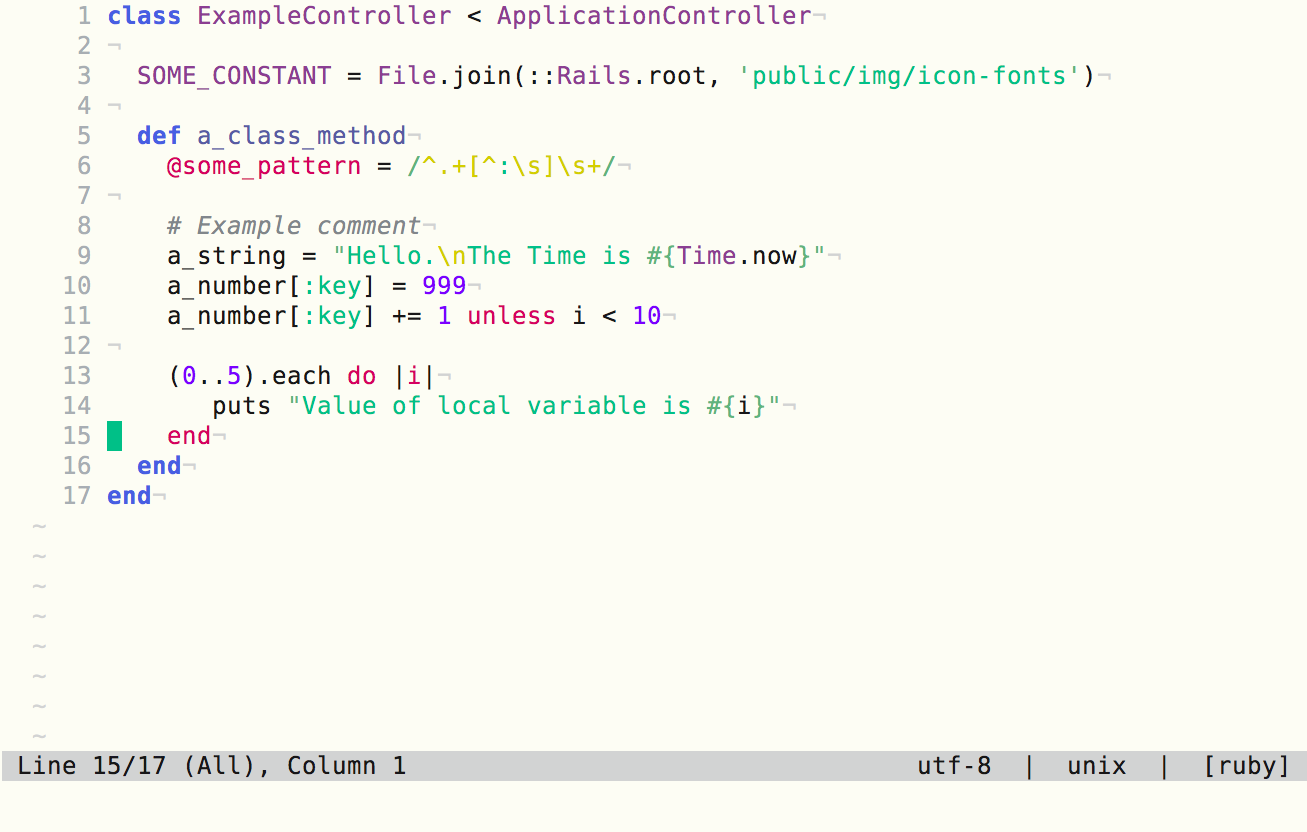 1 class ExampleController < ApplicationController¬
2 ¬
3   SOME_CONSTANT = File.join(::Rails.root, 'public/img/icon-fonts')¬
4 ¬
5   def a_class_method¬
6     @some_pattern = /^.+[^:\s]\s+/¬
7 ¬
8     # Example comment¬
9     a_string = "Hello.\nThe Time is #{Time.now}"¬
10     a_number[:key] = 999¬
11     a_number[:key] += 1 unless i < 10¬
12 ¬
13     (0..5).each do |i|¬
14        puts "Value of local variable is #{i}"¬
15     end¬
16   end¬
17 end¬
~
~
~
~
~
~
~
~
Line 15/17 (All), Column 1 utf-8 | unix | [ruby]